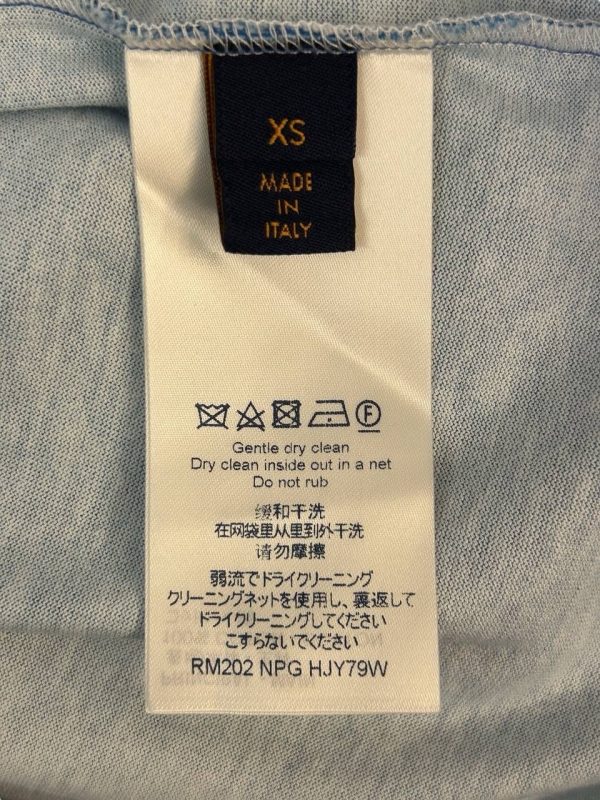 XS
MADE
IN
ITALY
F
Gentle dry clean
Dry clean inside out in a net
Do not rub
缓和干洗
在网袋里从里到外干洗
请勿摩擦
弱流でドライクリーニング
クリーニングネットを使用し、裏返して
ドライクリーニングしてください
こすらないでください
RM202 NPG HJY79W